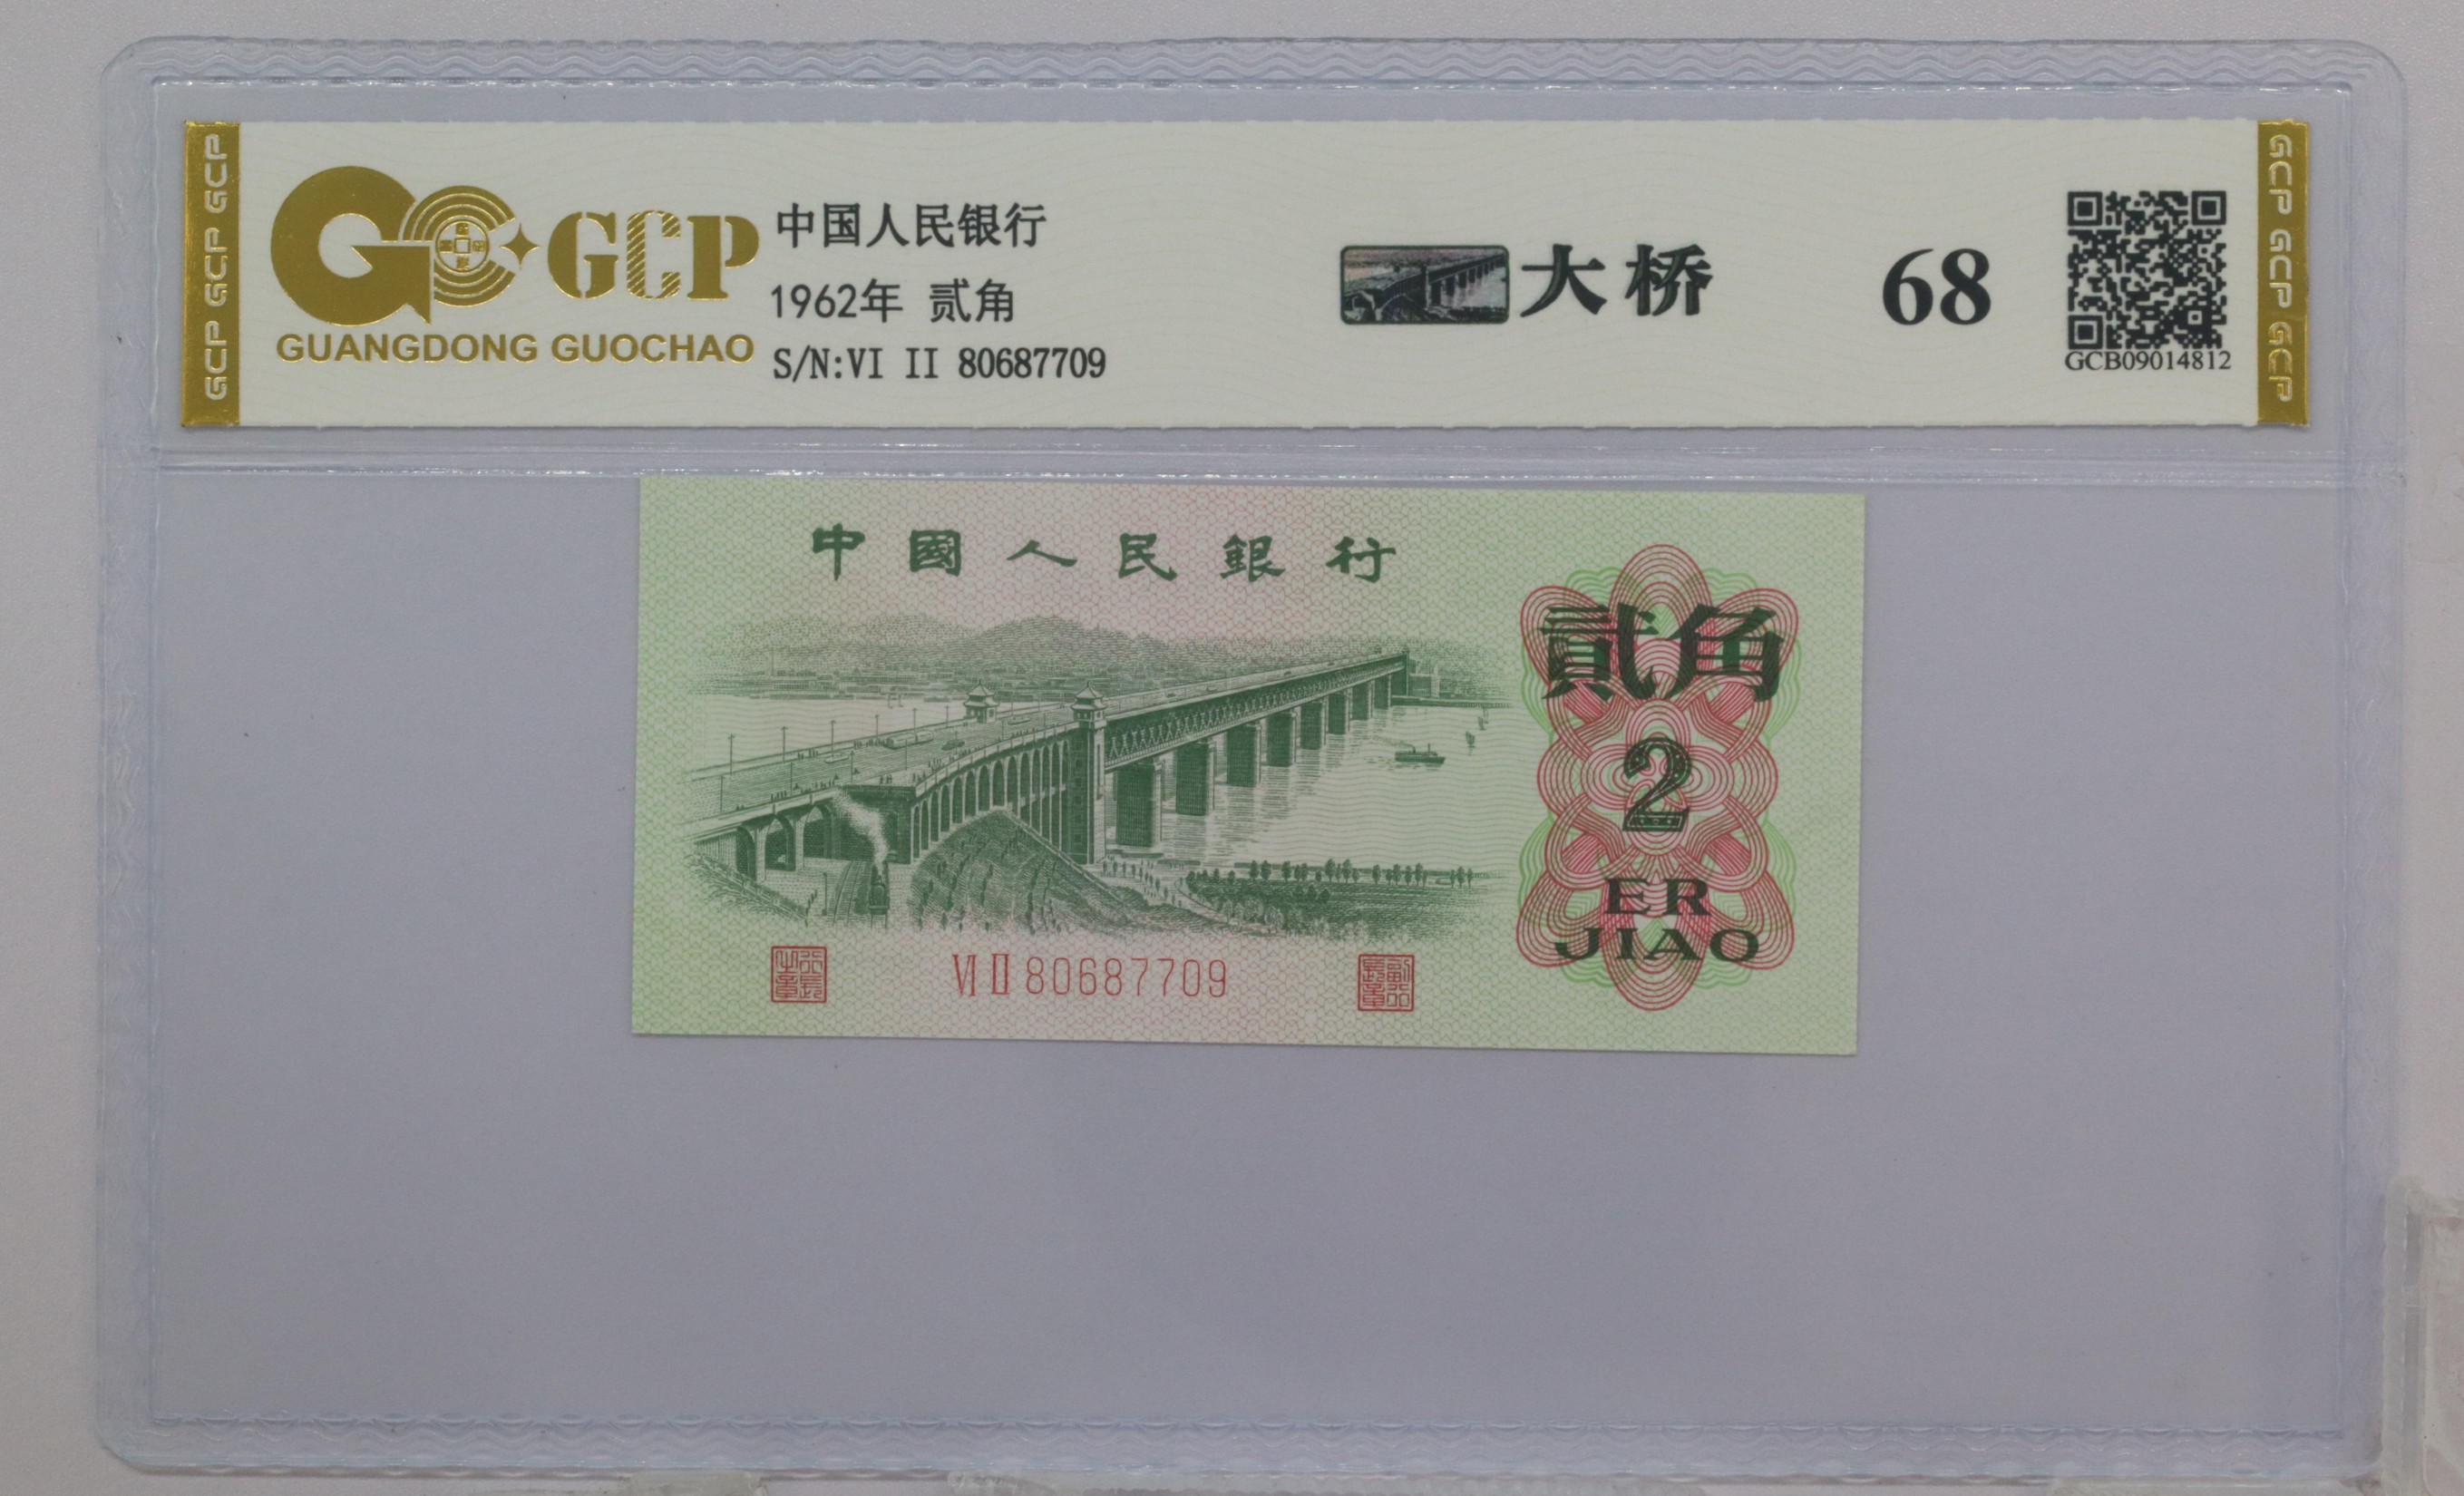 GCP GCP GCP
GCP
GUANGDONG GUOCHAO
中国人民银行
1962年 贰角
S/N:VI II 80687709
大桥
68
GCB09014812
GCP GCP GCP
中國人民銀行
貳角
2
ER
JIAO
VI II 80687709